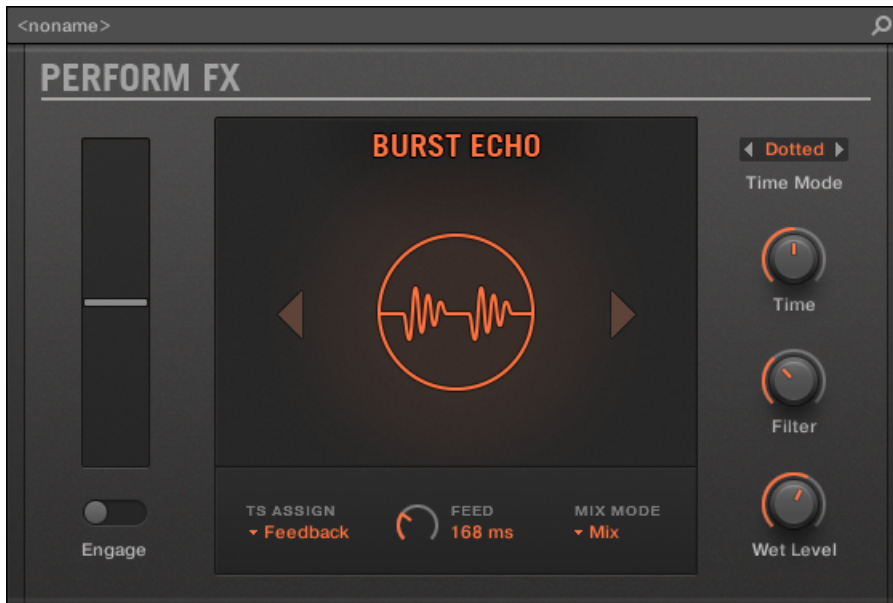 <noname>
PERFORM FX
BURST ECHO
Dotted
Time Mode
Time
Filter
Wet Level
TS ASSIGN
Feedback
FEED
168 ms
MIX MODE
Mix
Engage